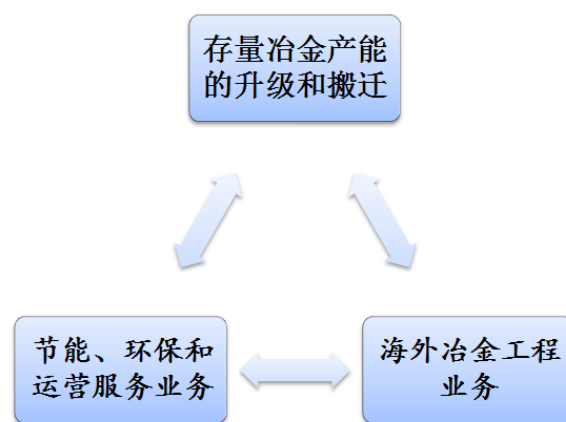 存量冶金产能
的升级和搬迁
节能、环保和
运营服务业务
海外冶金工程
业务